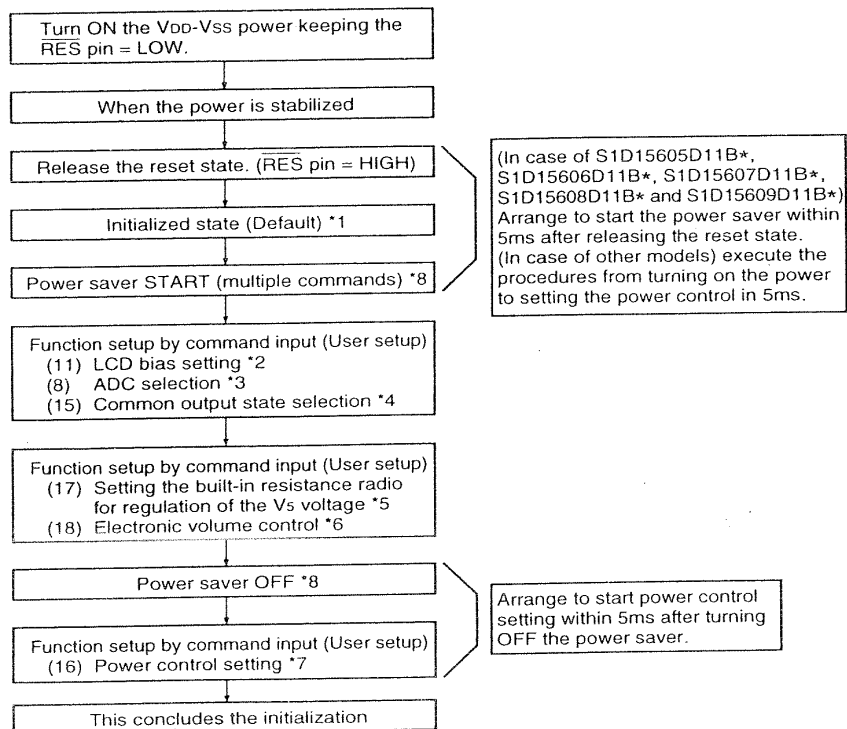 Turn ON the VDD-VSS power keeping the
RES pin = LOW.
When the power is stabilized
Release the reset state. (RES pin = HIGH)
Initialized state (Default) *1
Power saver START (multiple commands) *8
(In case of S1D15605D11B*,
S1D15606D11B*, S1D15607D11B*,
S1D15608D11B* and S1D15609D11B*)
Arrange to start the power saver within
5ms after releasing the reset state.
(In case of other models) execute the
procedures from turning on the power
to setting the power control in 5ms.
Function setup by command input (User setup)
(11) LCD bias setting *2
(8) ADC selection *3
(15) Common output state selection *4
Function setup by command input (User setup)
(17) Setting the built-in resistance radio
for regulation of the V5 voltage *5
(18) Electronic volume control *6
Power saver OFF *8
Function setup by command input (User setup)
(16) Power control setting *7
Arrange to start power control
setting within 5ms after turning
OFF the power saver.
This concludes the initialization